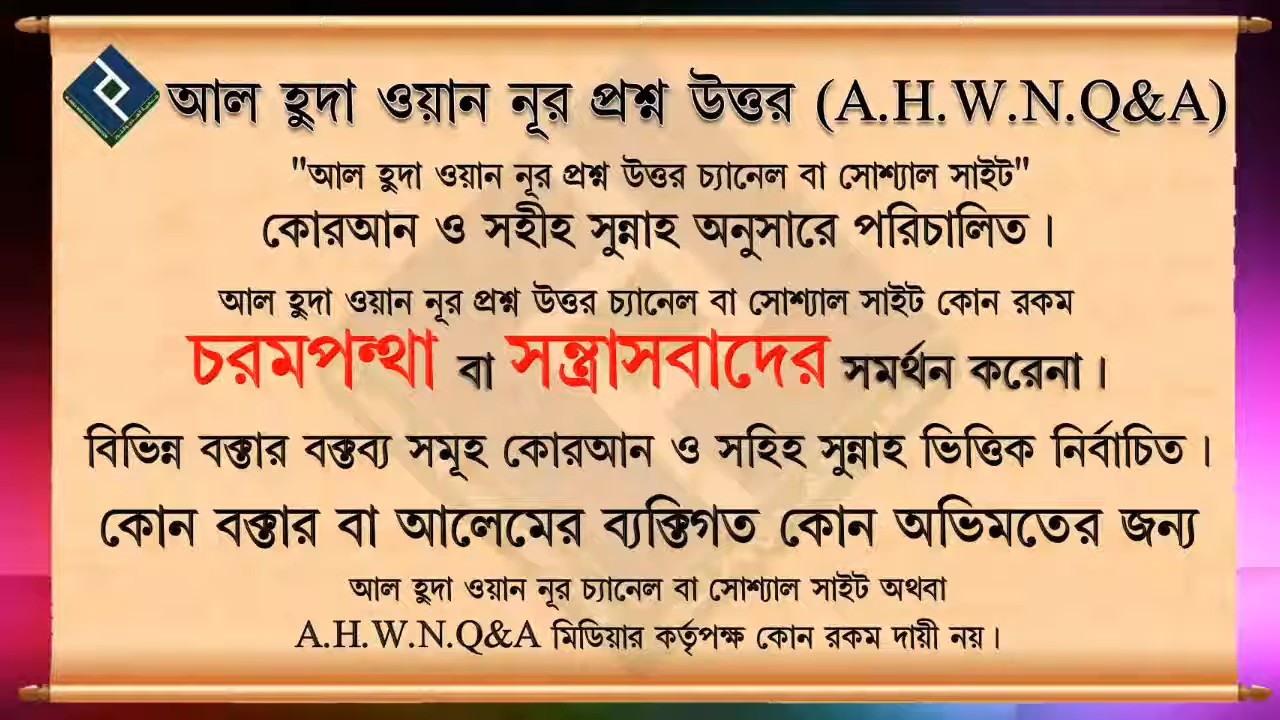 আল হুদা ওয়ান নূর প্রশ্ন উত্তর (A.H.W.N.Q&A)
"আল হুদা ওয়ান নূর প্রশ্ন উত্তর চ্যানেল বা সোশ্যাল সাইট"
কোরআন ও সহীহ সুন্নাহ অনুসারে পরিচালিত।
আল হুদা ওয়ান নূর প্রশ্ন উত্তর চ্যানেল বা সোশ্যাল সাইট কোন রকম
চরমপন্থা বা সন্ত্রাসবাদের সমর্থন করেনা।
বিভিন্ন বক্তার বক্তব্য সমূহ কোরআন ও সহিহ সুন্নাহ ভিত্তিক নির্বাচিত।
কোন বক্তার বা আলেমের ব্যক্তিগত কোন অভিমতের জন্য
আল হুদা ওয়ান নূর চ্যানেল বা সোশ্যাল সাইট অথবা
A.H.W.N.Q&A মিডিয়ার কর্তৃপক্ষ কোন রকম দায়ী নয়।